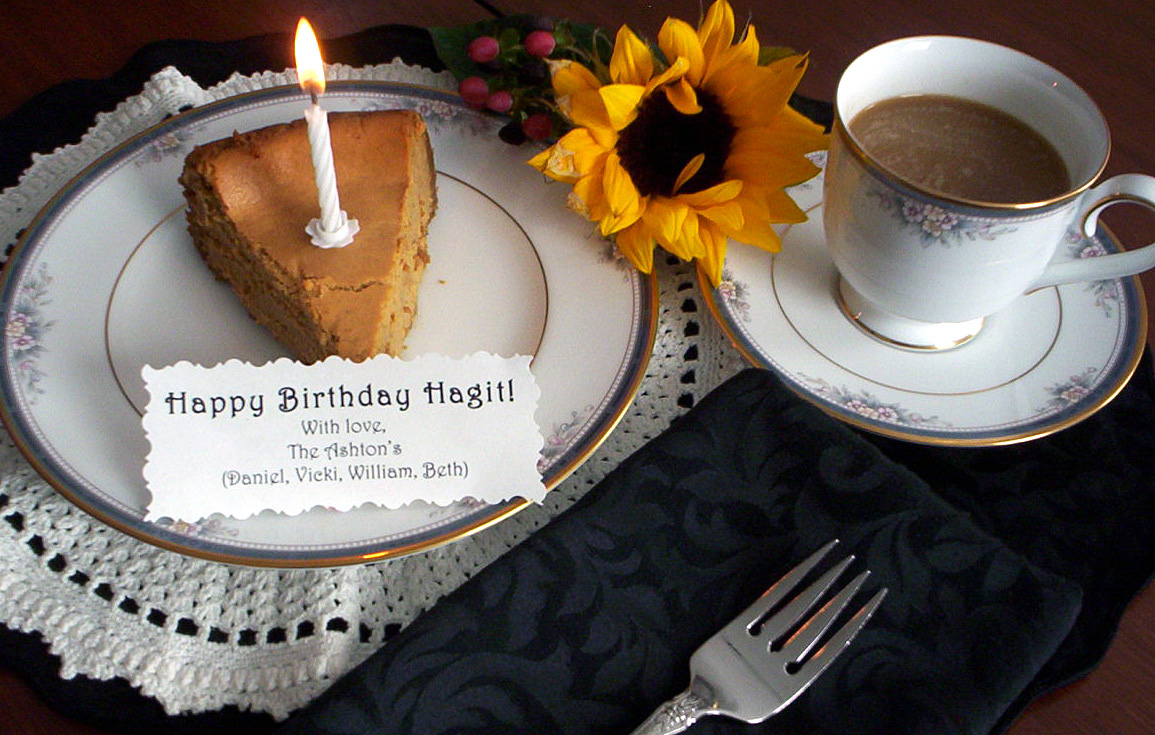 Happy Birthday Hagit!
With love,
The Ashton's
(Daniel, Vicki, William, Beth)